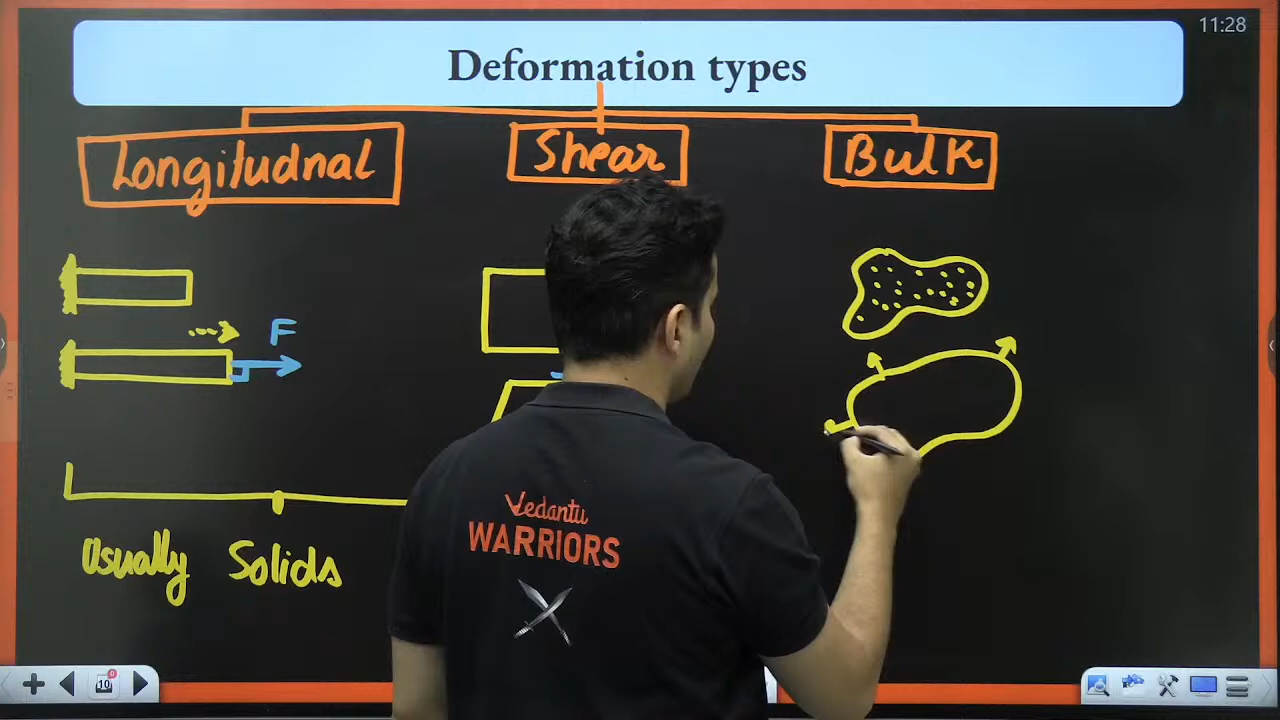 11:28
Deformation types
Longitudnal Shear Bulk
F
Usually Solids
Vedantu
WARRIORS
10